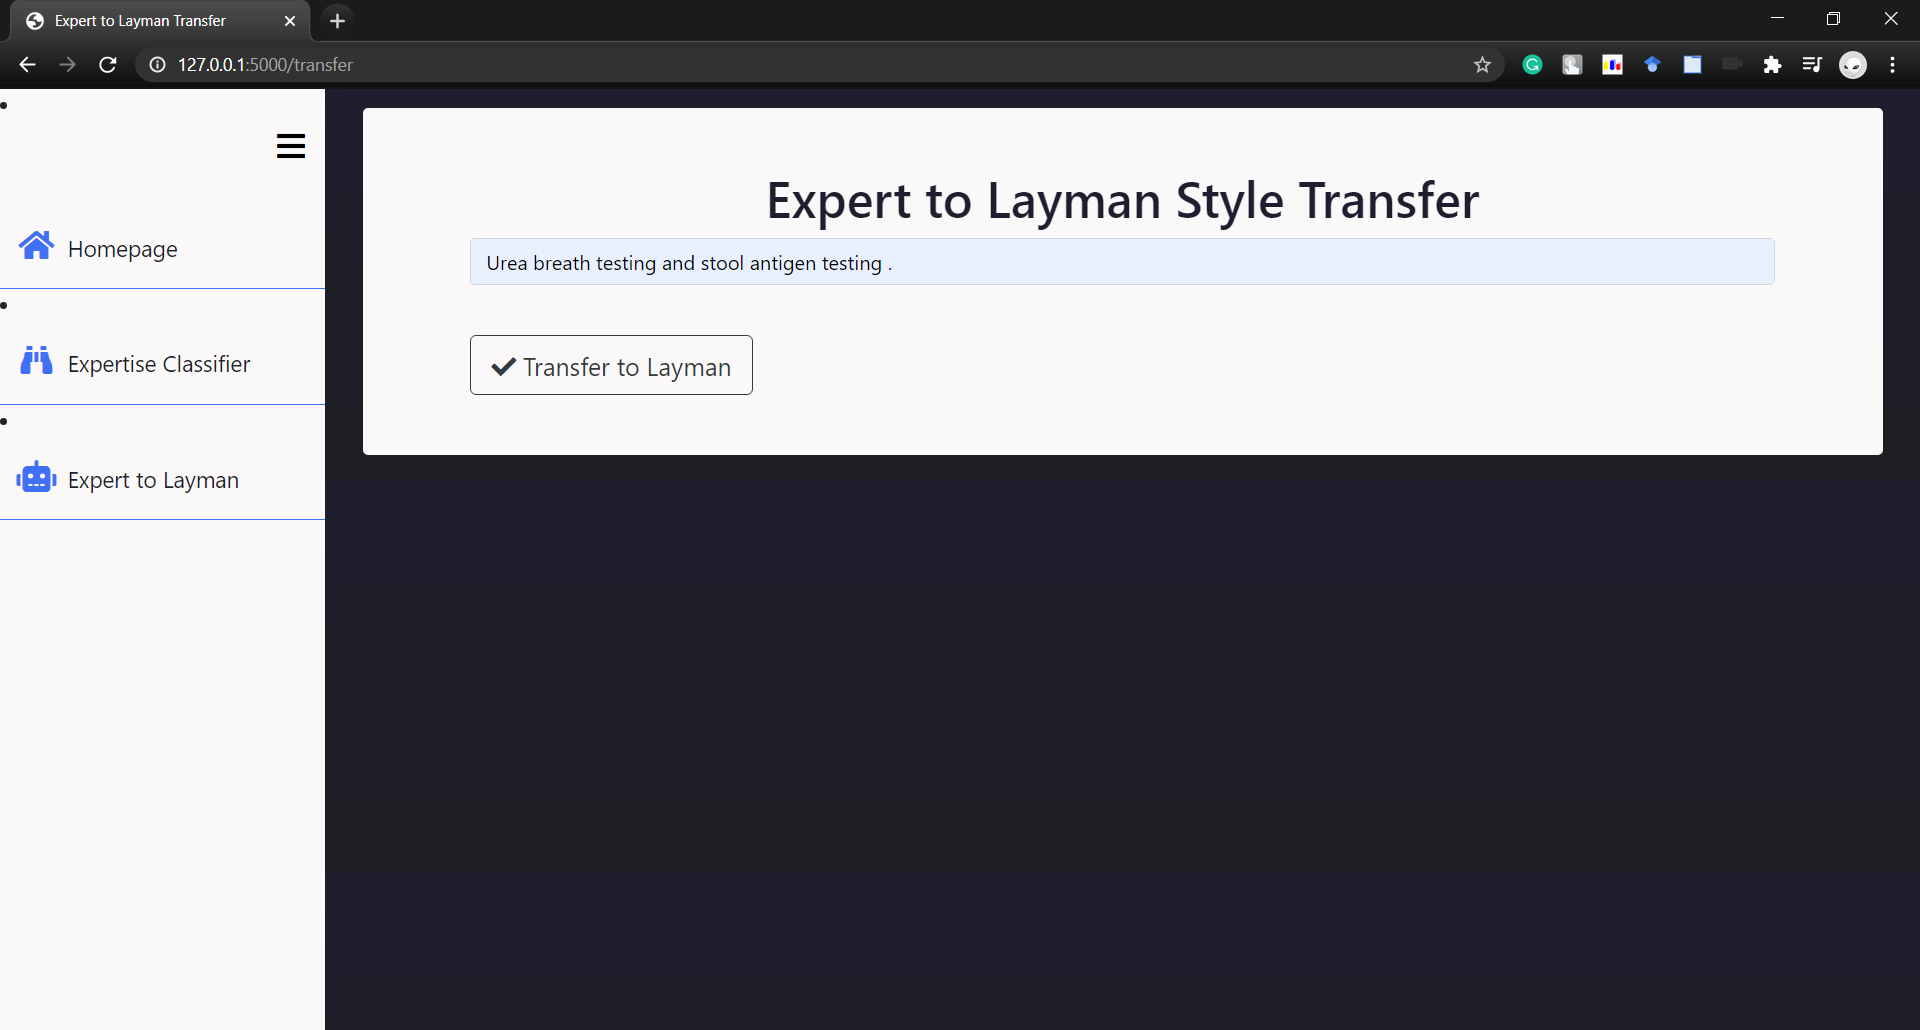 Expert to Layman Transfer
127.0.0.1:5000/transfer
Homepage
Expertise Classifier
Expert to Layman
Expert to Layman Style Transfer
Urea breath testing and stool antigen testing .
Transfer to Layman